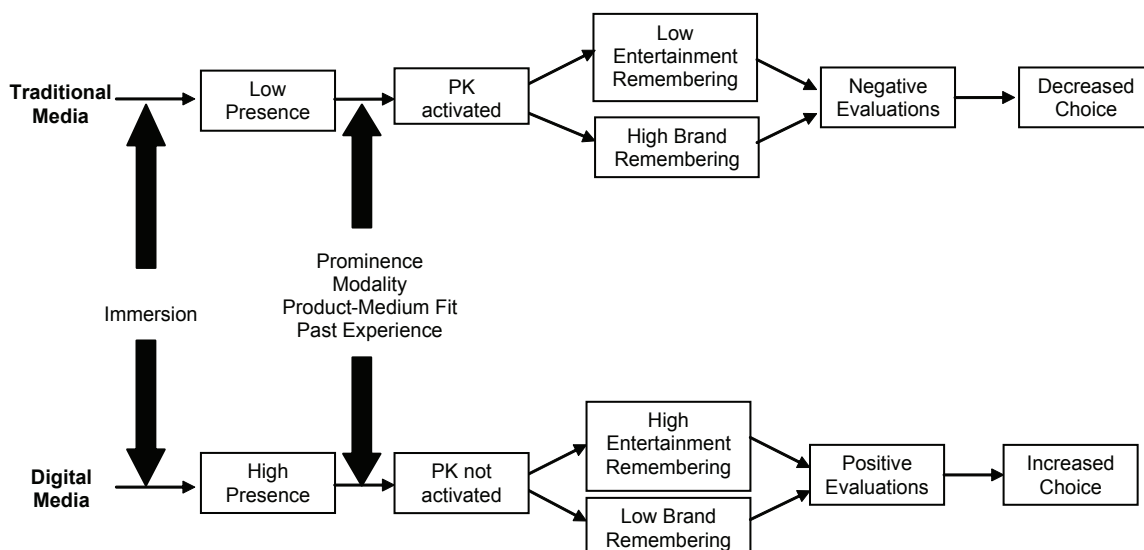 Traditional
Media
Low
Presence
PK
activated
Low
Entertainment
Remembering
High Brand
Remembering
Negative
Evaluations
Decreased
Choice
Immersion
Prominence
Modality
Product-Medium Fit
Past Experience
Digital
Media
High
Presence
PK not
activated
High
Entertainment
Remembering
Low Brand
Remembering
Positive
Evaluations
Increased
Choice